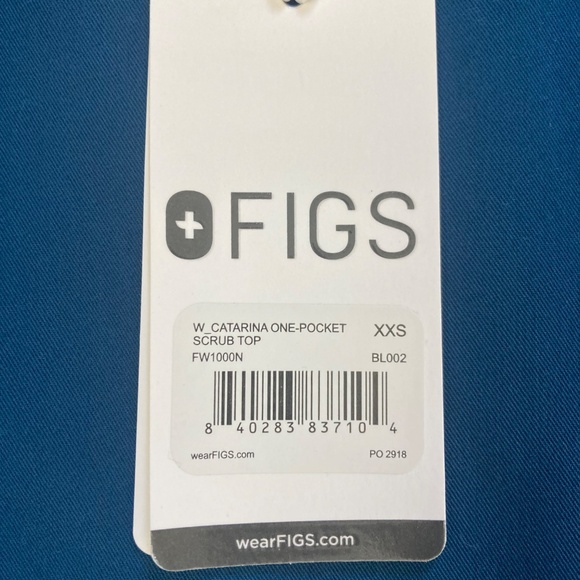 FIGS
W_CATARINA ONE-POCKET XXS
SCRUB TOP
FW1000N BL002
8 40283 83710 4
wearFIGS.com PO 2918
wearFIGS.com